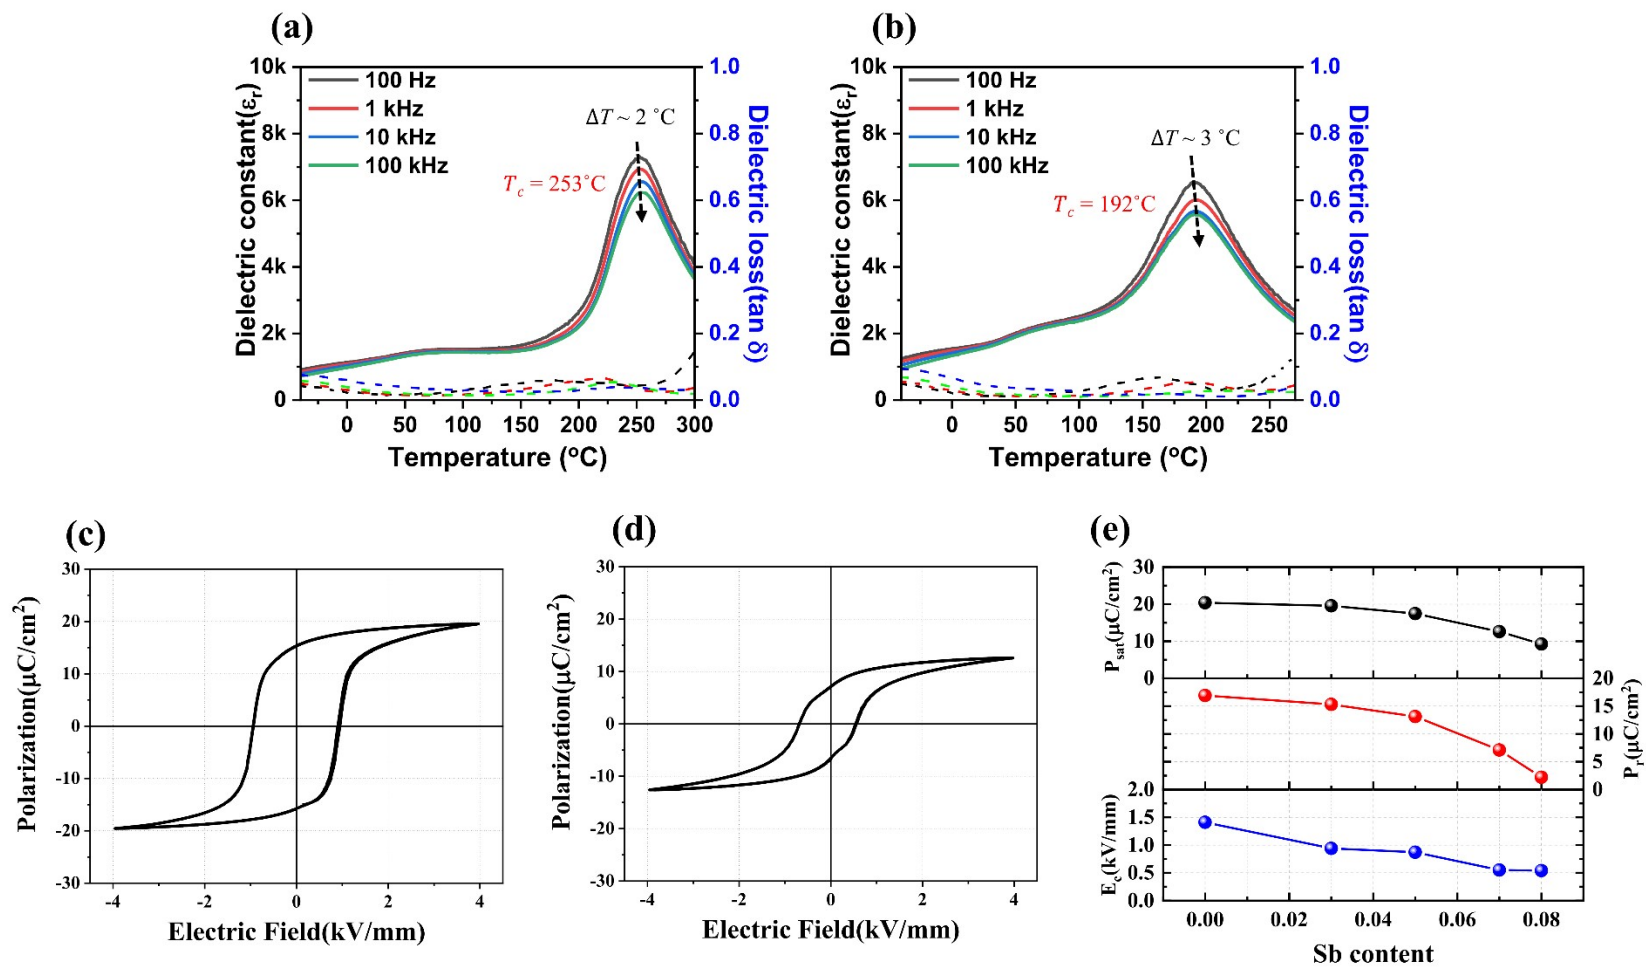 (a)
10k
8k
6k
4k
2k
0
Dielectric constant(εr)
100 Hz
1 kHz
10 kHz
100 kHz
ΔT ~ 2 ˚C
Tc = 253˚C
1.0
0.8
0.6
0.4
0.2
0.0
Dielectric loss(tan δ)
0 50 100 150 200 250 300
Temperature (°C)
(b)
10k
8k
6k
4k
2k
0
Dielectric constant(εr)
100 Hz
1 kHz
10 kHz
100 kHz
ΔT ~ 3 ˚C
Tc = 192˚C
1.0
0.8
0.6
0.4
0.2
0.0
Dielectric loss(tan δ)
0 50 100 150 200 250
Temperature (°C)
(c)
30
20
10
0
-10
-20
-30
Polarization(μC/cm²)
-4 -2 0 2 4
Electric Field(kV/mm)
(d)
30
20
10
0
-10
-20
-30
Polarization(μC/cm²)
-4 -2 0 2 4
Electric Field(kV/mm)
(e)
30
20
10
0
Psat(μC/cm²)
20
15
10
5
0
Pr(μC/cm²)
2.0
1.5
1.0
0.5
0.0
Ec(kV/mm)
0.00 0.02 0.04 0.06 0.08
Sb content